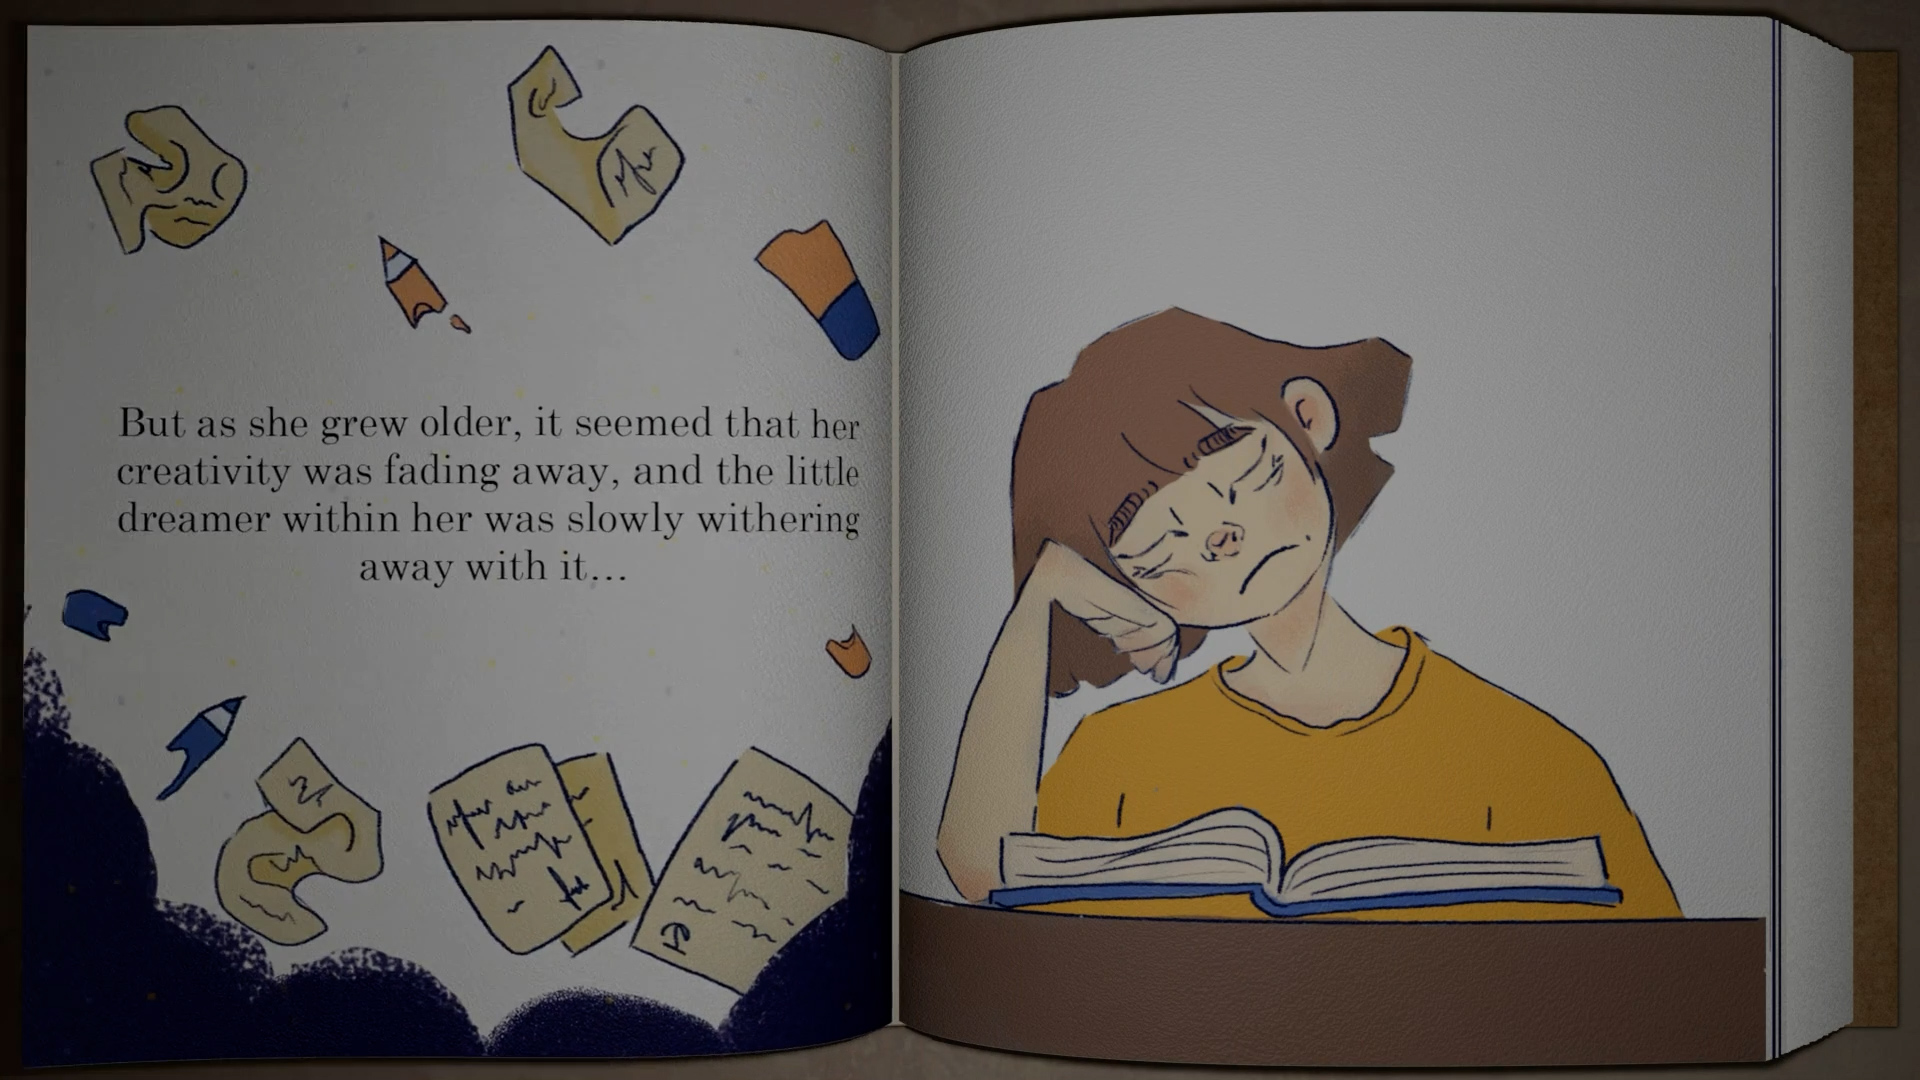 But as she grew older, it seemed that her
creativity was fading away, and the little
dreamer within her was slowly withering
away with it...